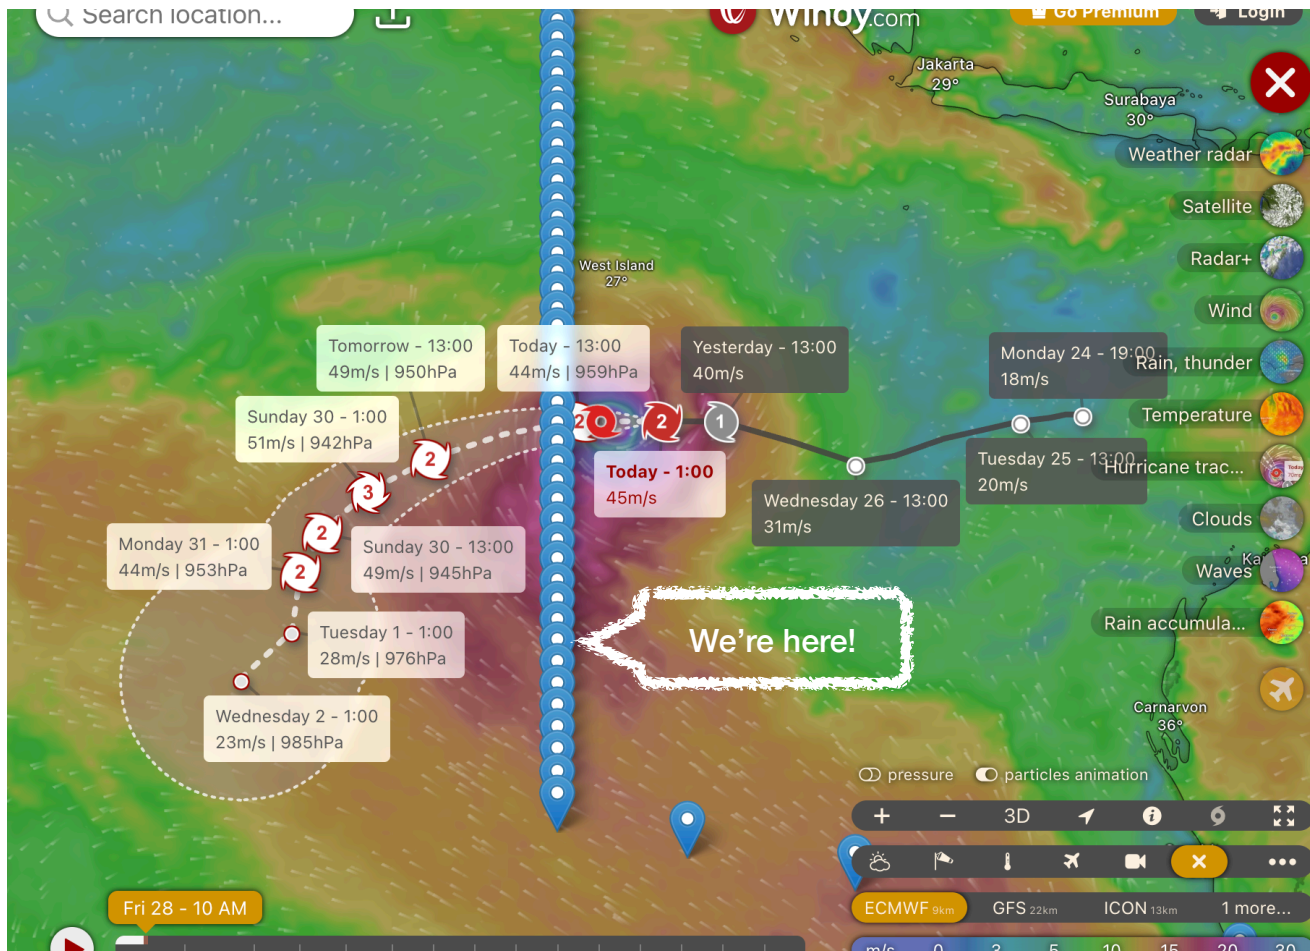 Search location...
Windy.com
Go Premium
Login
Jakarta
29°
Surabaya
30°
Weather radar
Satellite
Radar+
Wind
Rain, thunder
Temperature
Hurricane trac...
Clouds
Waves
Rain accumula...
West Island
27°
Tomorrow - 13:00
49m/s | 950hPa
Today - 13:00
44m/s | 959hPa
Yesterday - 13:00
40m/s
Monday 24 - 19:00
18m/s
Sunday 30 - 1:00
51m/s | 942hPa
2
2
1
2
3
2
2
Today - 1:00
45m/s
Tuesday 25 - 13:00
20m/s
Wednesday 26 - 13:00
31m/s
Monday 31 - 1:00
44m/s | 953hPa
Sunday 30 - 13:00
49m/s | 945hPa
Tuesday 1 - 1:00
28m/s | 976hPa
Wednesday 2 - 1:00
23m/s | 985hPa
We're here!
Carnarvon
36°
pressure
particles animation
+ − 3D
Fri 28 - 10 AM
ECMWF 9km
GFS 22km
ICON 13km
1 more...
m/s 0 3 5 10 15 20 30